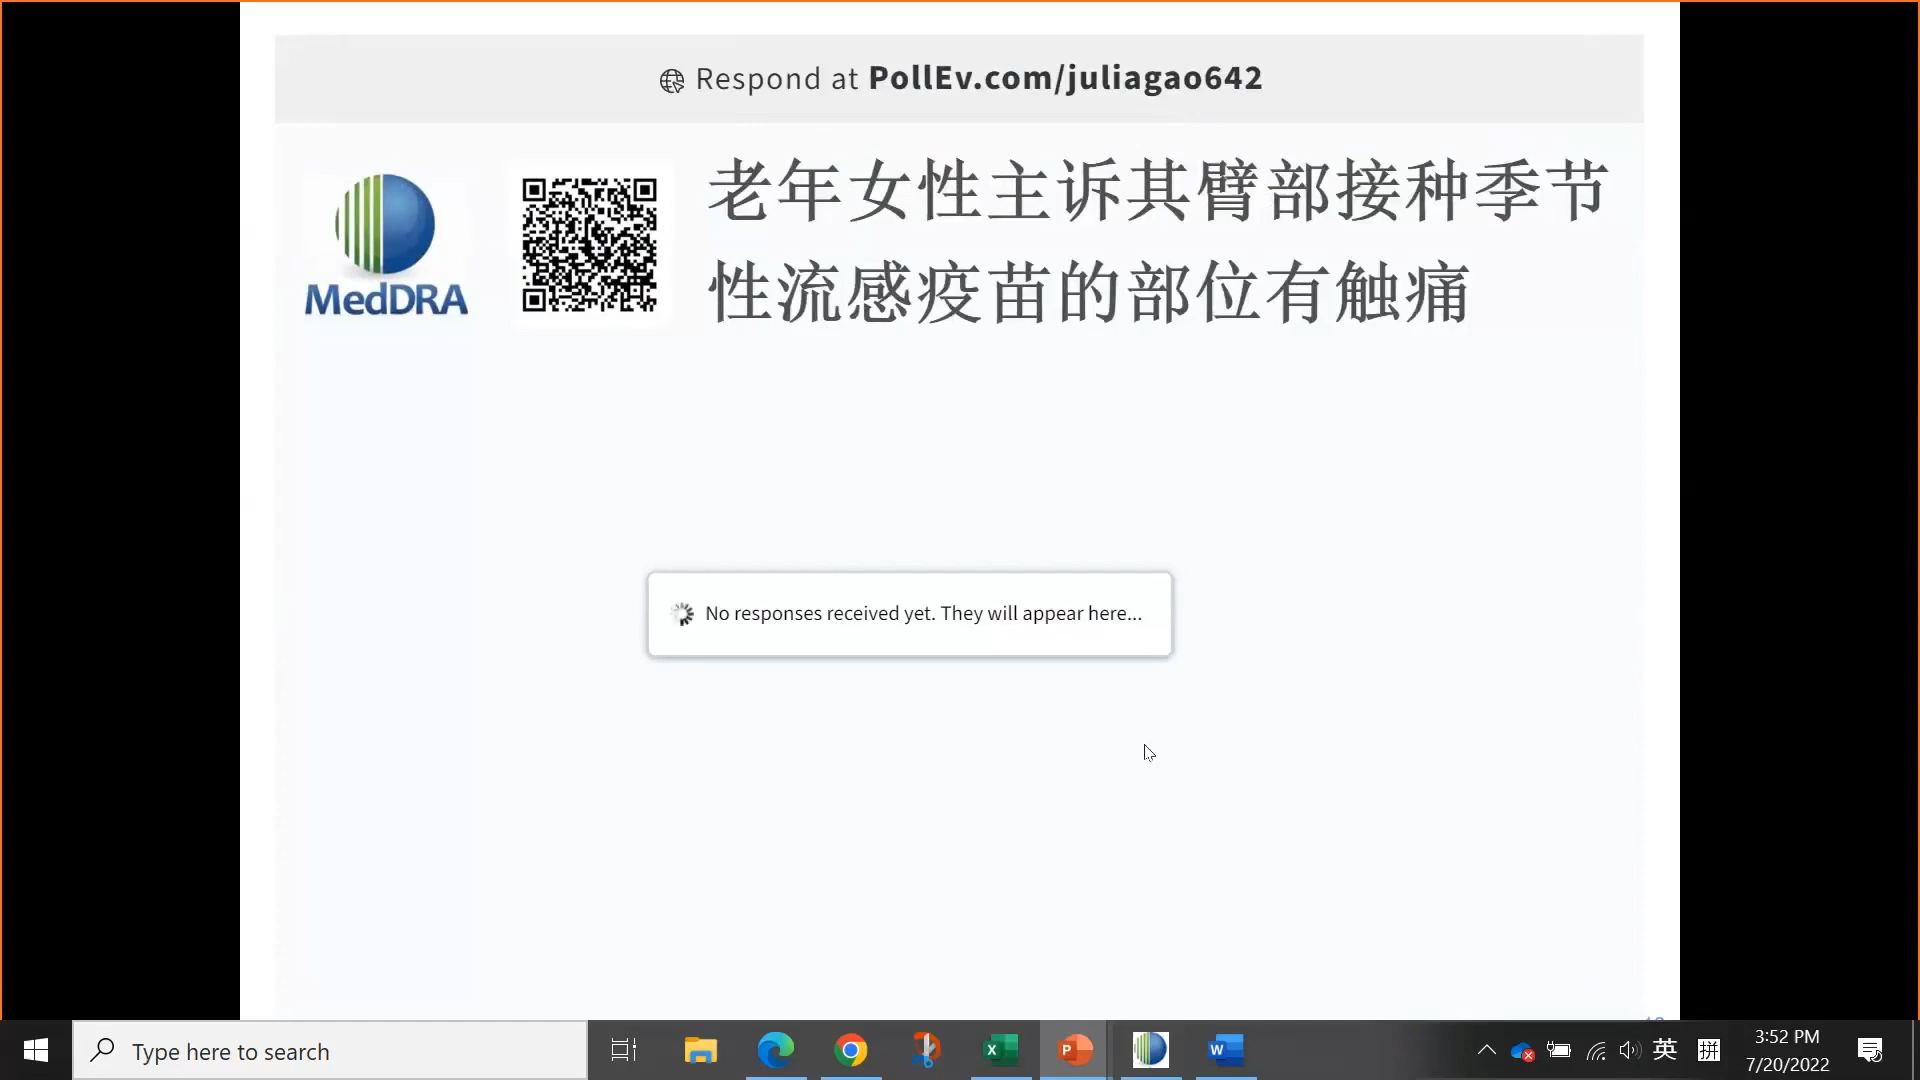 Respond at PollEv.com/juliagao642
MedDRA
老年女性主诉其臂部接种季节
性流感疫苗的部位有触痛
No responses received yet. They will appear here...
Type here to search
英
拼
3:52 PM
7/20/2022